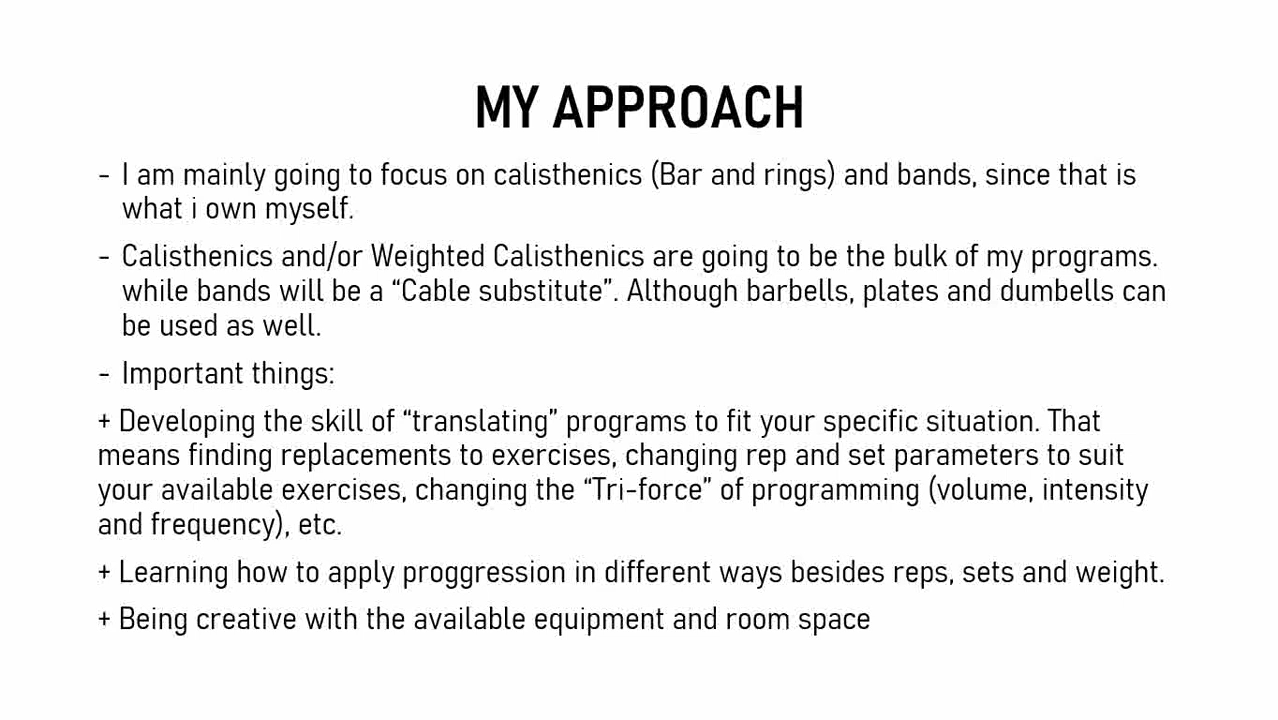 MY APPROACH
- I am mainly going to focus on calisthenics (Bar and rings) and bands, since that is
what i own myself.
- Calisthenics and/or Weighted Calisthenics are going to be the bulk of my programs.
while bands will be a “Cable substitute”. Although barbells, plates and dumbells can
be used as well.
- Important things:
+ Developing the skill of “translating” programs to fit your specific situation. That
means finding replacements to exercises, changing rep and set parameters to suit
your available exercises, changing the “Tri-force” of programming (volume, intensity
and frequency), etc.
+ Learning how to apply proggression in different ways besides reps, sets and weight.
+ Being creative with the available equipment and room space